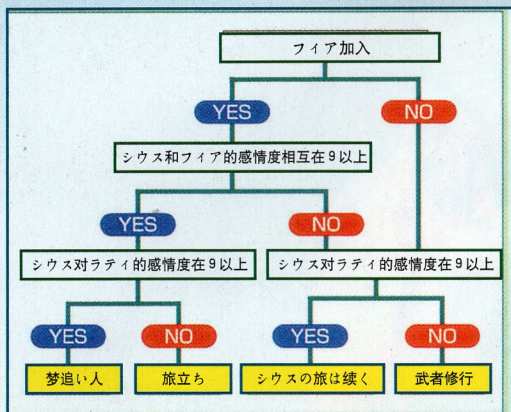 フィア加入
YES
NO
シウス和フィア的感情度相互在9以上
YES
NO
シウス对ラティ的感情度在9以上
シウス对ラティ的感情度在9以上
YES
NO
YES
NO
梦追い人
旅立ち
シウスの旅は続く
武者修行